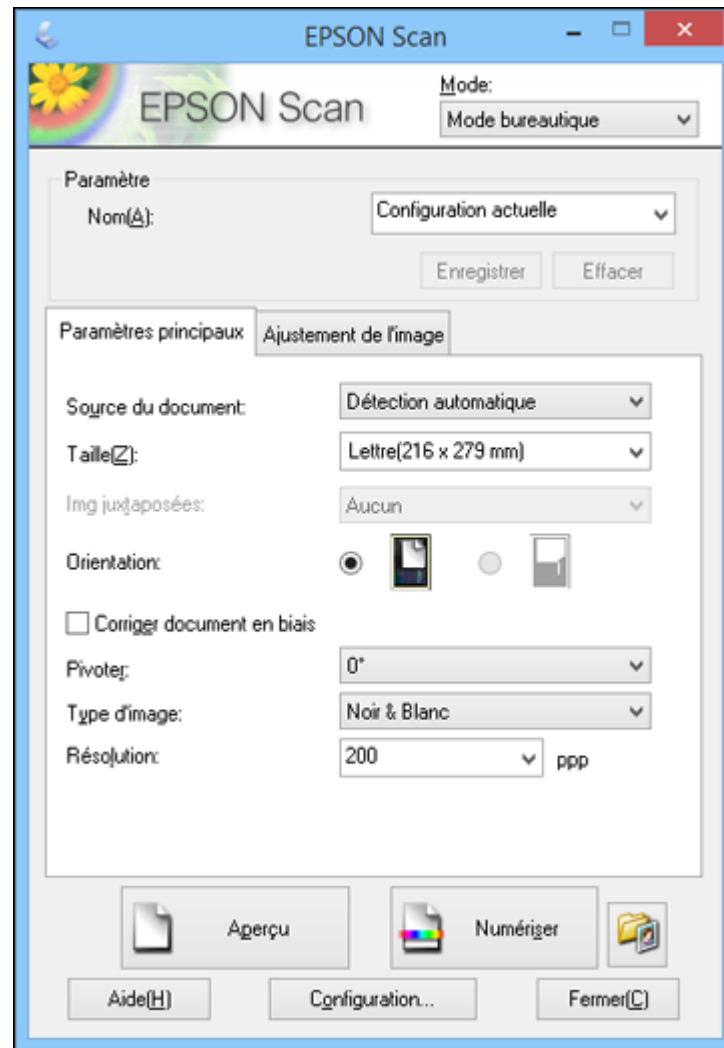 EPSON Scan
EPSON Scan
Mode:
Mode bureautique
Paramètre
Nom(A): Configuration actuelle
Enregistrer Effacer
Paramètres principaux Ajustement de l'image
Source du document: Détection automatique
Taille(Z): Lettre(216 x 279 mm)
Img juxtaposées: Aucun
Orientation:
Corriger document en biais
Pivoter: 0°
Type d'image: Noir & Blanc
Résolution: 200 ppp
Aperçu Numériser
Aide(H) Configuration... Fermer(C)